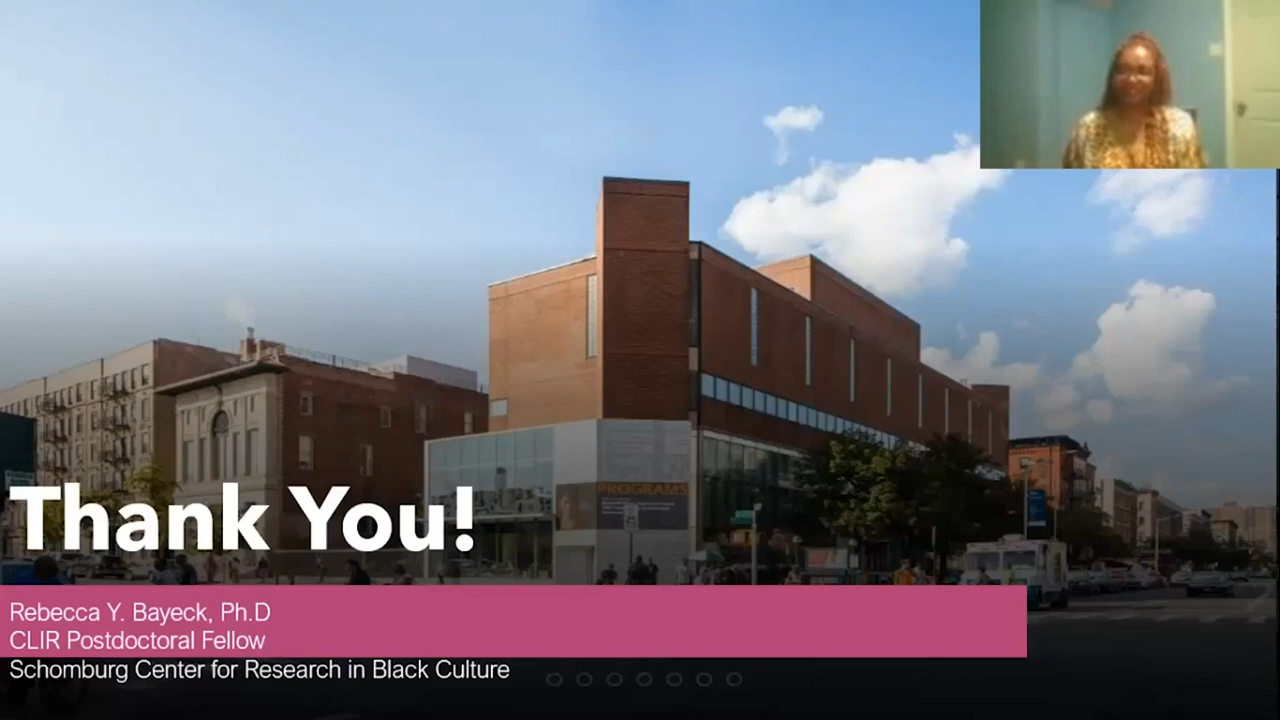 PROGRAMS
Thank You!
Rebecca Y. Bayeck, Ph.D
CLIR Postdoctoral Fellow
Schomburg Center for Research in Black Culture